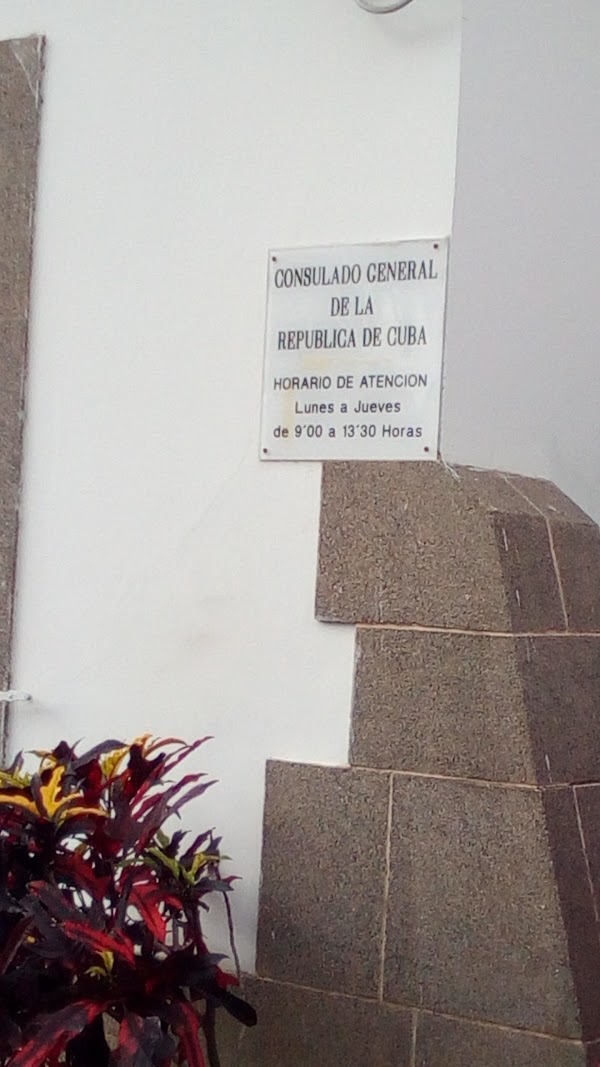 CONSULADO GENERAL
DE LA
REPUBLICA DE CUBA
HORARIO DE ATENCION
Lunes a Jueves
de 9´00 a 13´30 Horas